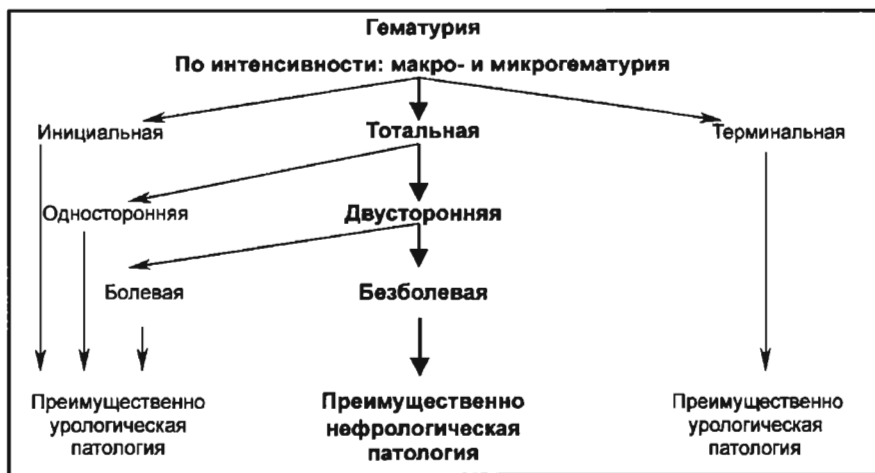 Гематурия
По интенсивности: макро- и микрогематурия
Инициальная Тотальная Терминальная
Односторонняя Двусторонняя
Болевая Безболевая
Преимущественно Преимущественно Преимущественно
урологическая нефрологическая урологическая
патология патология патология